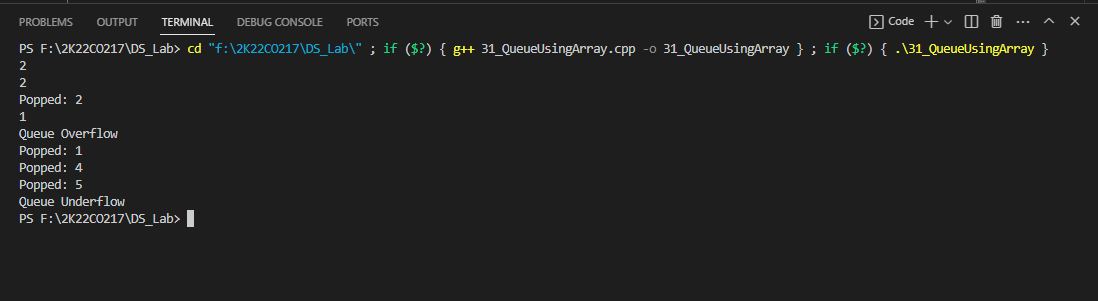 PROBLEMS OUTPUT TERMINAL DEBUG CONSOLE PORTS Code
PS F:\2K22CO217\DS_Lab> cd "f:\2K22CO217\DS_Lab\" ; if ($?) { g++ 31_QueueUsingArray.cpp -o 31_QueueUsingArray } ; if ($?) { .\31_QueueUsingArray }
2
2
Popped: 2
1
Queue Overflow
Popped: 1
Popped: 4
Popped: 5
Queue Underflow
PS F:\2K22CO217\DS_Lab>